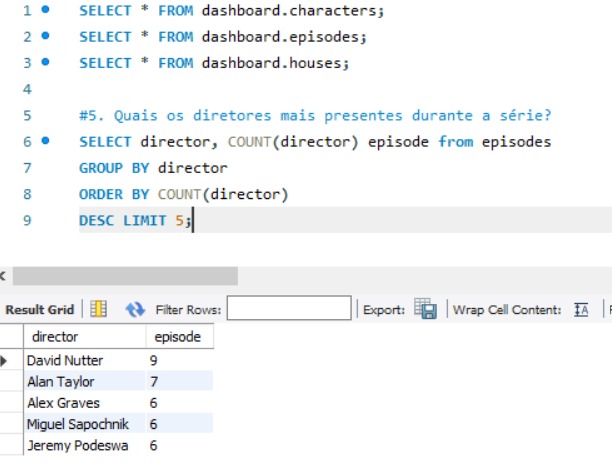 1 SELECT * FROM dashboard.characters;
2 SELECT * FROM dashboard.episodes;
3 SELECT * FROM dashboard.houses;
4
5 #5. Quais os diretores mais presentes durante a série?
6 SELECT director, COUNT(director) episode from episodes
7 GROUP BY director
8 ORDER BY COUNT(director)
9 DESC LIMIT 5;
Result Grid Filter Rows: Export: Wrap Cell Content:
director episode
David Nutter 9
Alan Taylor 7
Alex Graves 6
Miguel Sapochnik 6
Jeremy Podeswa 6